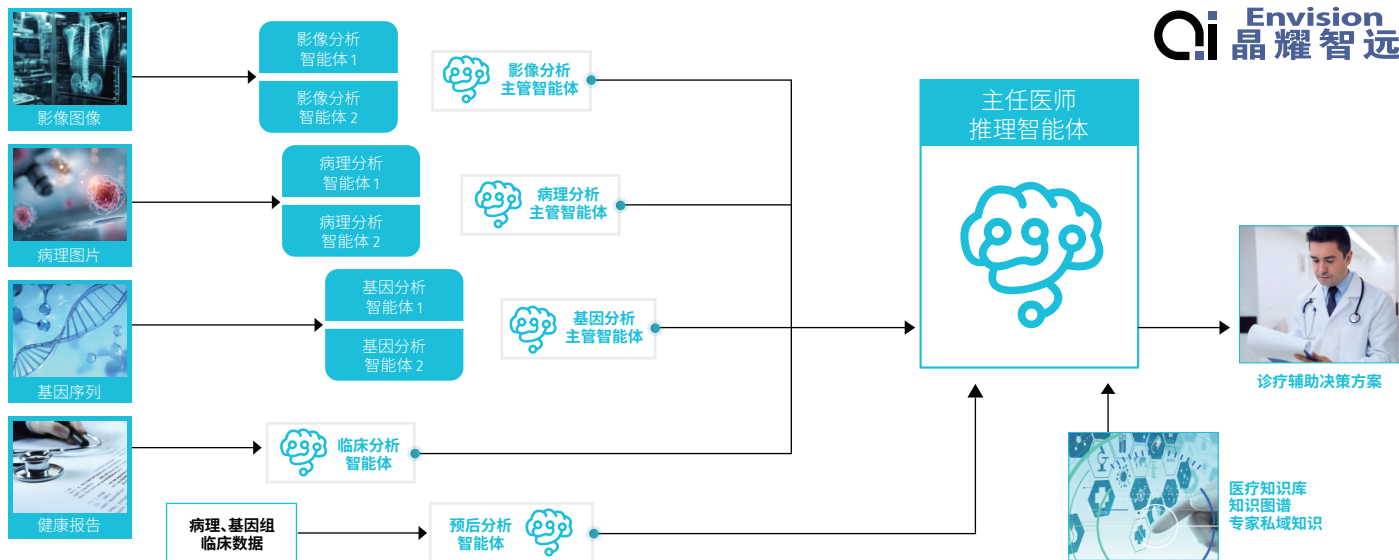 Qi Envision
晶耀智远
影像图像
影像分析
智能体1
影像分析
智能体2
影像分析
主管智能体
病理图片
病理分析
智能体1
病理分析
智能体2
病理分析
主管智能体
基因序列
基因分析
智能体1
基因分析
智能体2
基因分析
主管智能体
健康报告
临床分析
智能体
病理、基因组
临床数据
预后分析
智能体
主任医师
推理智能体
诊疗辅助决策方案
医疗知识库
知识图谱
专家私域知识